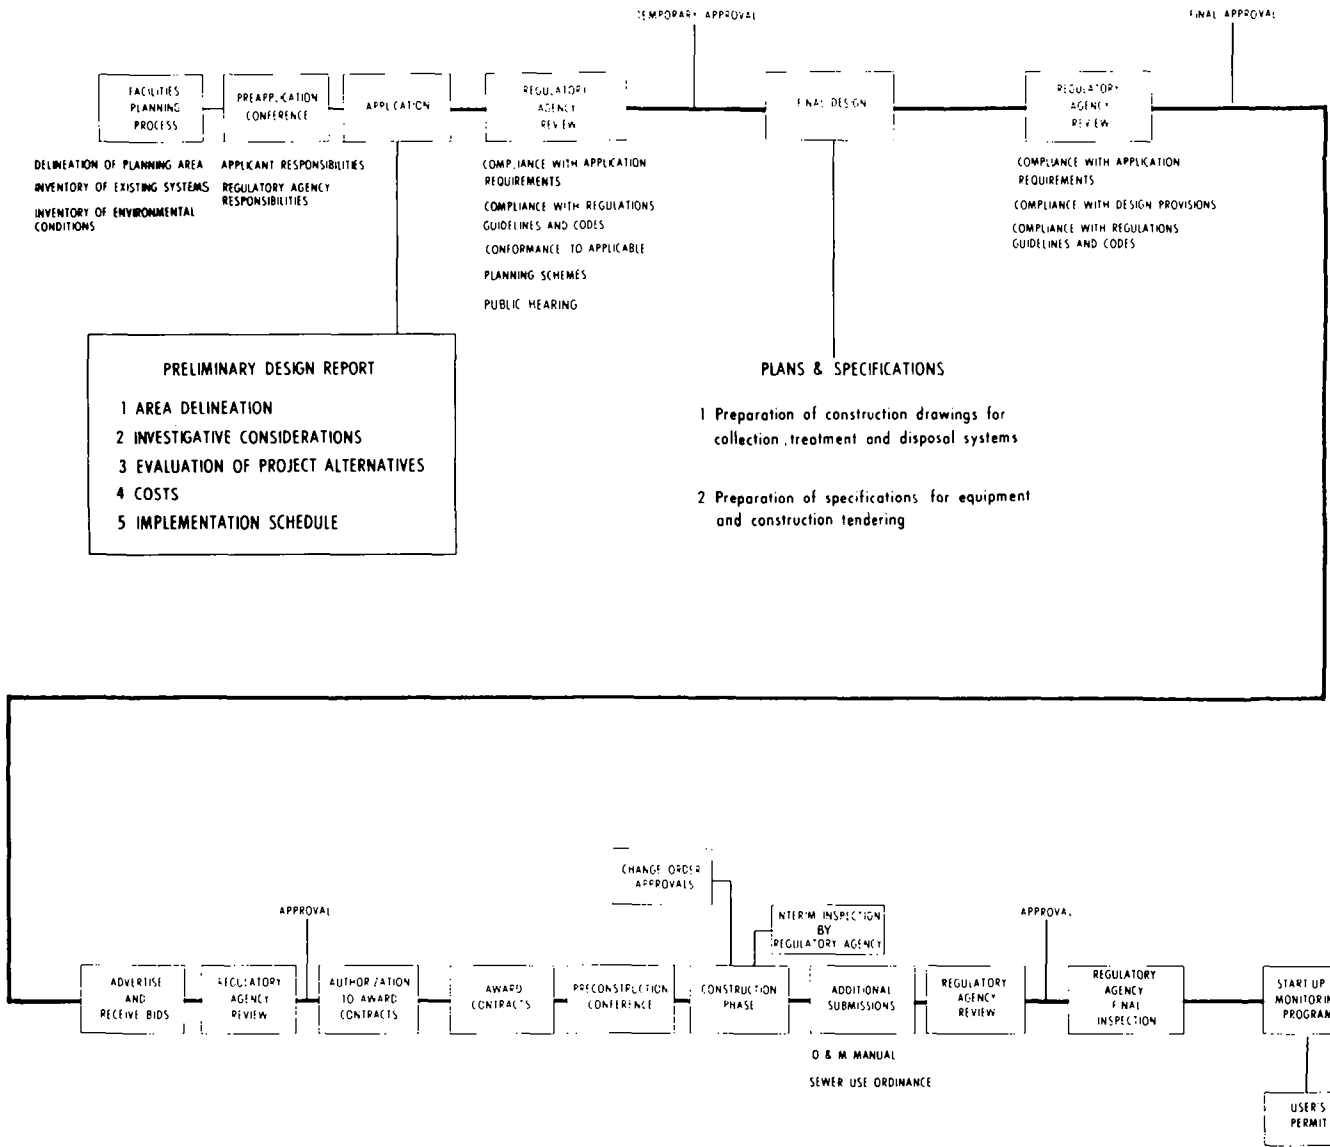 TEMPORARY APPROVAL
FINAL APPROVAL
FACILITIES
PLANNING
PROCESS
PREAPPLICATION
CONFERENCE
APPLICATION
REGULATORY
AGENCY
REVIEW
FINAL DESIGN
REGULATORY
AGENCY
REVIEW
DELINEATION OF PLANNING AREA
INVENTORY OF EXISTING SYSTEMS
INVENTORY OF ENVIRONMENTAL
CONDITIONS
APPLICANT RESPONSIBILITIES
REGULATORY AGENCY
RESPONSIBILITIES
COMPLIANCE WITH APPLICATION
REQUIREMENTS
COMPLIANCE WITH REGULATIONS
GUIDELINES AND CODES
CONFORMANCE TO APPLICABLE
PLANNING SCHEMES
PUBLIC HEARING
COMPLIANCE WITH APPLICATION
REQUIREMENTS
COMPLIANCE WITH DESIGN PROVISIONS
COMPLIANCE WITH REGULATIONS
GUIDELINES AND CODES
PRELIMINARY DESIGN REPORT
1 AREA DELINEATION
2 INVESTIGATIVE CONSIDERATIONS
3 EVALUATION OF PROJECT ALTERNATIVES
4 COSTS
5 IMPLEMENTATION SCHEDULE
PLANS & SPECIFICATIONS
1 Preparation of construction drawings for
collection, treatment and disposal systems
2 Preparation of specifications for equipment
and construction tendering
CHANGE ORDER
APPROVALS
INTERIM INSPECTION
BY
REGULATORY AGENCY
APPROVAL
APPROVAL
ADVERTISE
AND
RECEIVE BIDS
REGULATORY
AGENCY
REVIEW
AUTHORIZATION
TO AWARD
CONTRACTS
AWARD
CONTRACTS
PRECONSTRUCTION
CONFERENCE
CONSTRUCTION
PHASE
ADDITIONAL
SUBMISSIONS
REGULATORY
AGENCY
REVIEW
REGULATORY
AGENCY
FINAL
INSPECTION
START UP
MONITORIN
PROGRAM
O & M MANUAL
SEWER USE ORDINANCE
USER'S
PERMIT